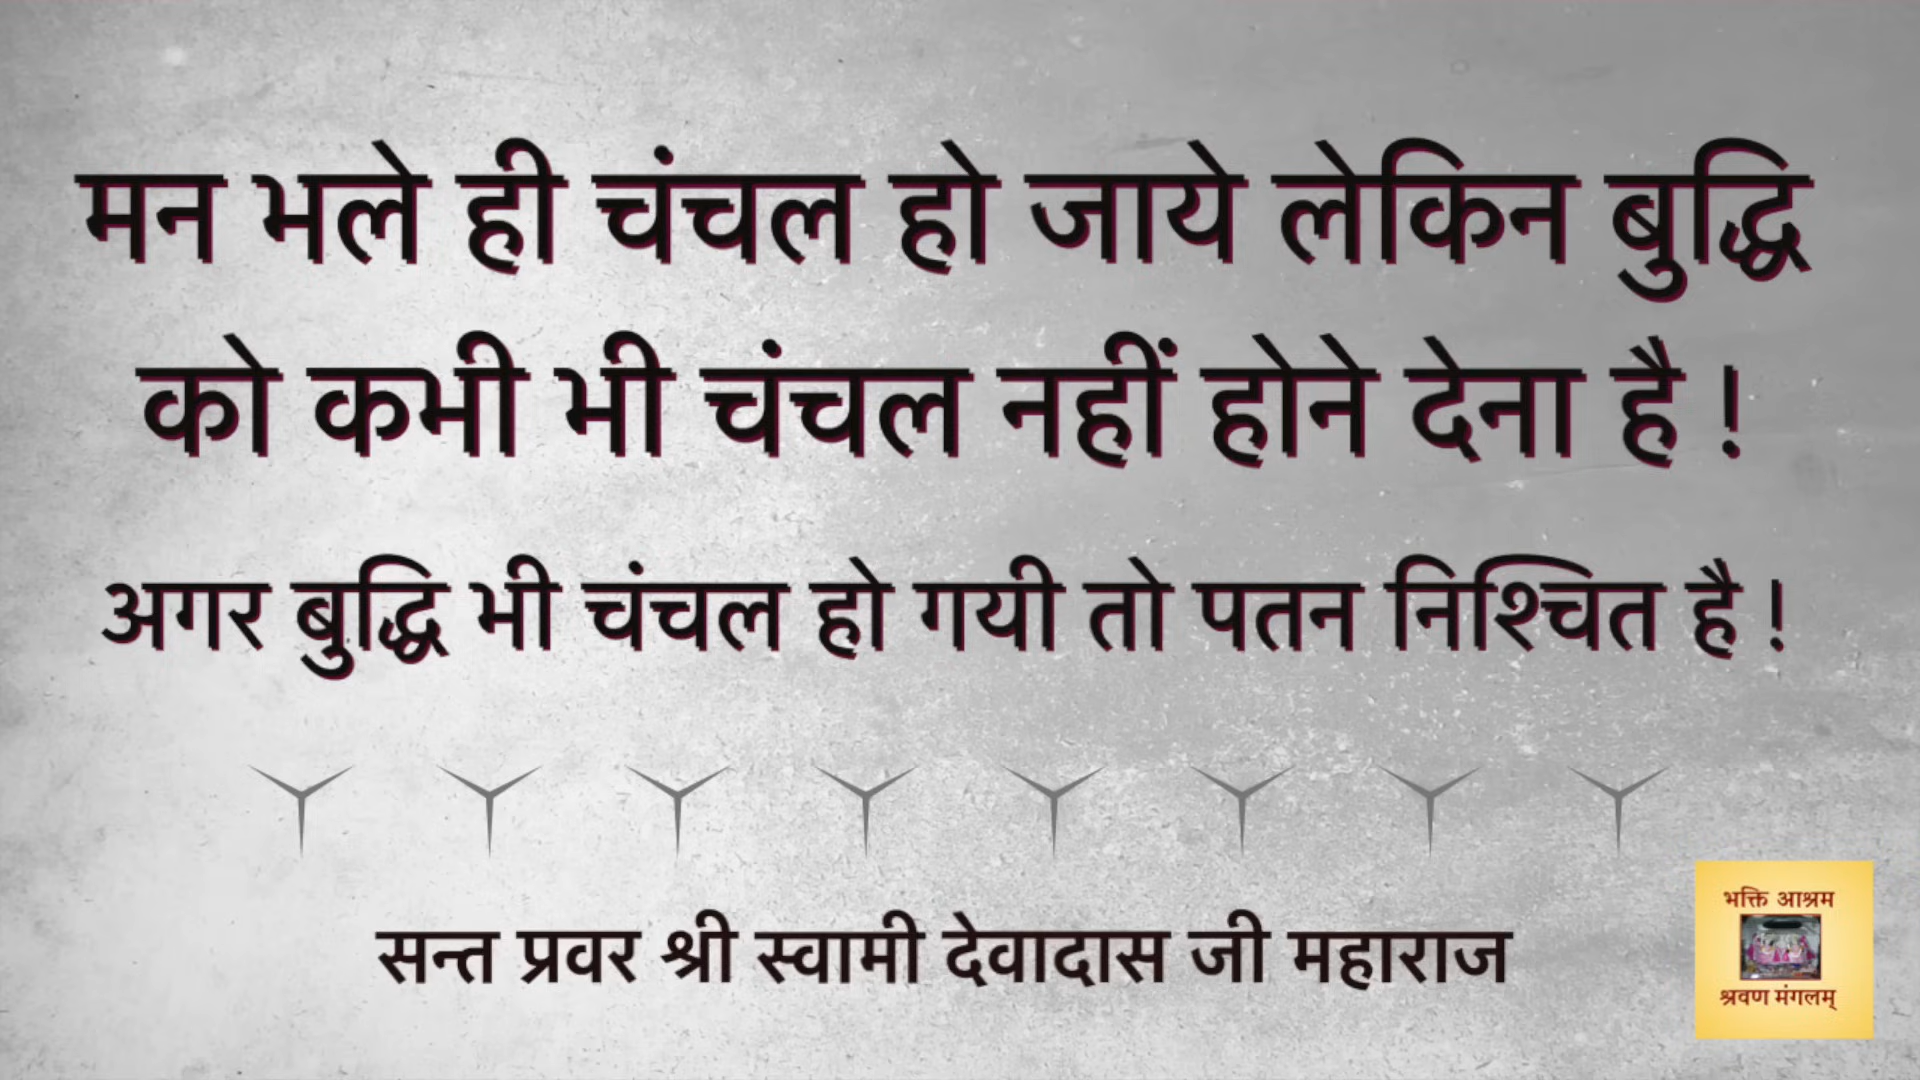 मन भले ही चंचल हो जाये लेकिन बुद्धि
को कभी भी चंचल नहीं होने देना है !
अगर बुद्धि भी चंचल हो गयी तो पतन निश्चित है !
सन्त प्रवर श्री स्वामी देवादास जी महाराज
भक्ति आश्रम
श्रवण मंगलम्